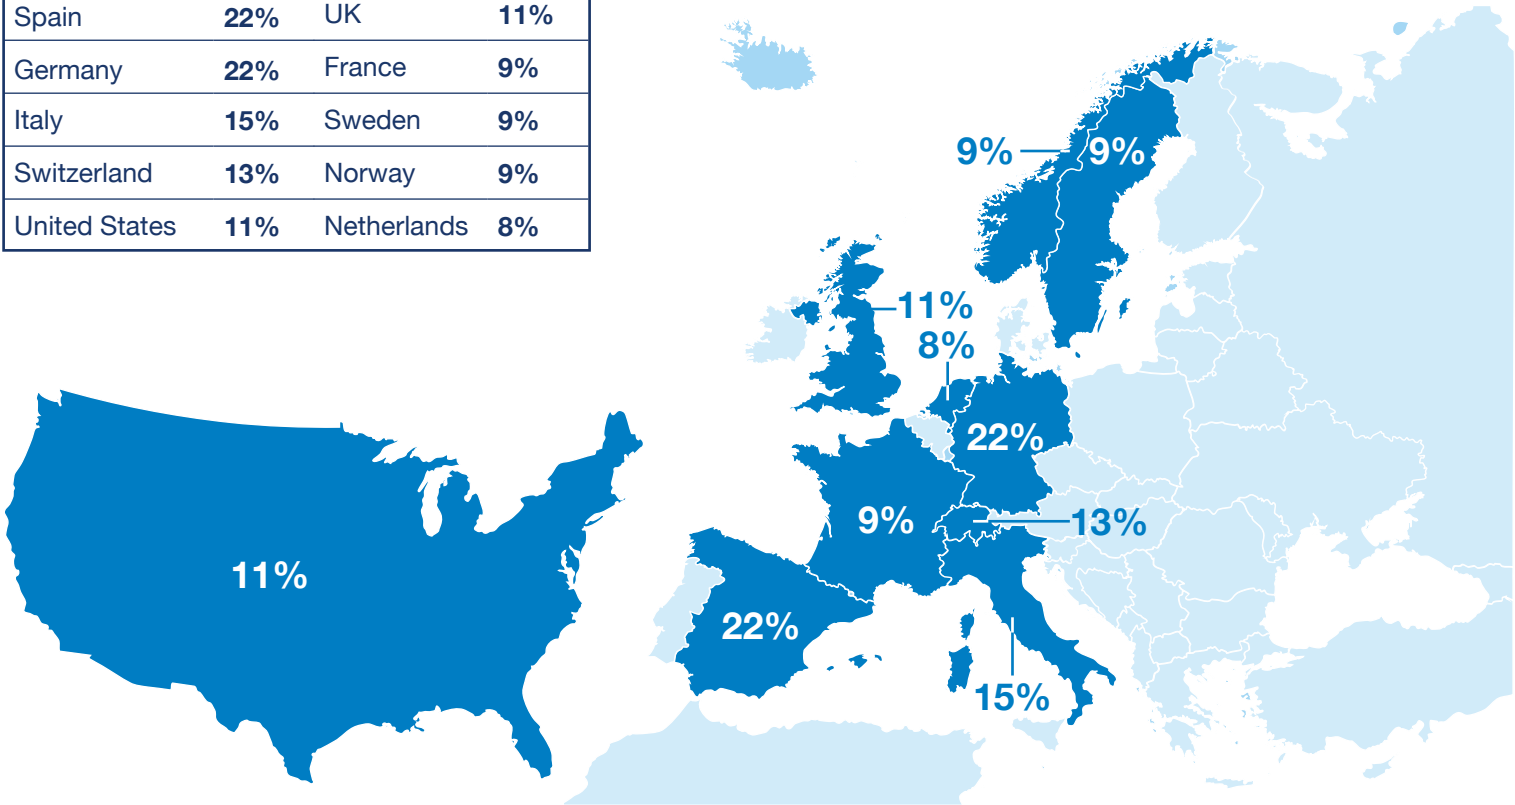 Spain 22% UK 11%
Germany 22% France 9%
Italy 15% Sweden 9%
Switzerland 13% Norway 9%
United States 11% Netherlands 8%
9%
9%
11%
8%
22%
9%
13%
11%
22%
15%